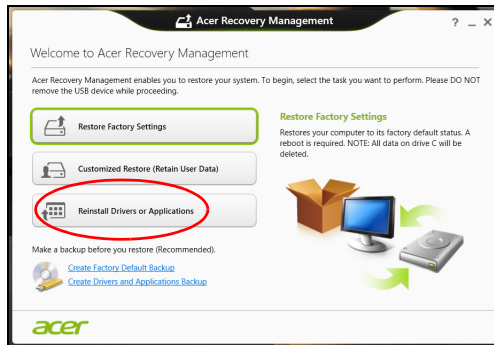 Acer Recovery Management
? _ X
Welcome to Acer Recovery Management
Acer Recovery Management enables you to restore your system. To begin, select the task you want to perform. Please DO NOT
remove the USB device while proceeding.
Restore Factory Settings
Customized Restore (Retain User Data)
Reinstall Drivers or Applications
Restore Factory Settings
Restores your computer to its factory default status. A
reboot is required. NOTE: All data on drive C will be
deleted.
Make a backup before you restore (Recommended).
Create Factory Default Backup
Create Drivers and Applications Backup
acer